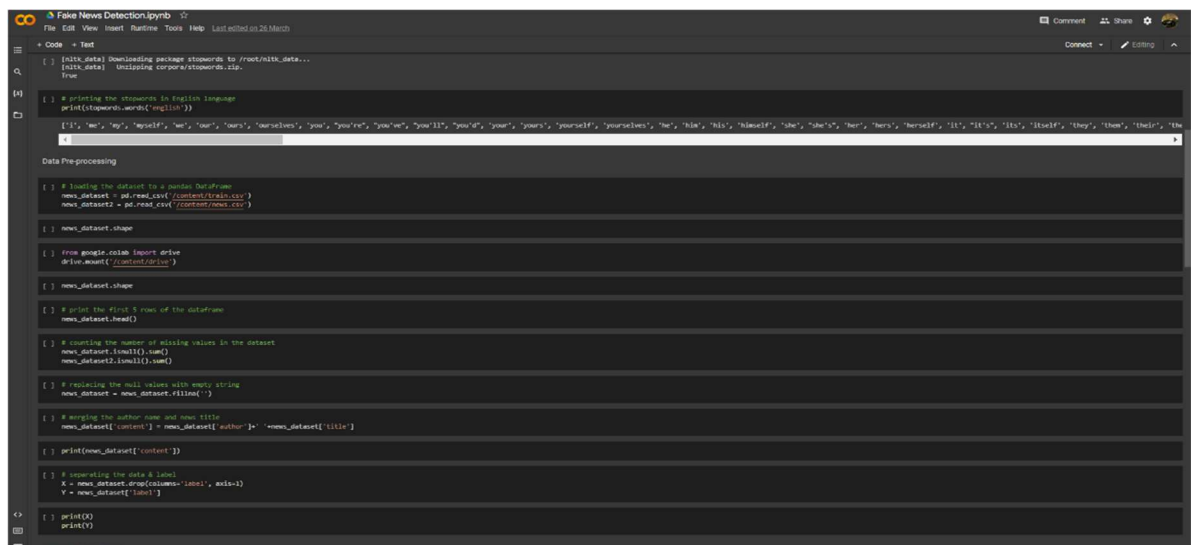 Fake News Detection.ipynb
File Edit View Insert Runtime Tools Help Last edited on 26 March
Comment Share
+ Code + Text
Connect Editing
[nltk_data] Downloading package stopwords to /root/nltk_data...
[nltk_data] Unzipping corpora/stopwords.zip.
True
[ ] # printing the stopwords in English language
print(stopwords.words('english'))
['i', 'me', 'my', 'myself', 'we', 'our', 'ours', 'ourselves', 'you', "you're", "you've", "you'll", "you'd", 'your', 'yours', 'yourself', 'yourselves', 'he', 'him', 'his', 'himself', 'she', "she's", 'her', 'hers', 'herself', 'it', "it's", 'its', 'itself', 'they', 'them', 'their', 'the
Data Pre-processing
[ ] # loading the dataset to a pandas DataFrame
news_dataset = pd.read_csv('/content/train.csv')
news_dataset2 = pd.read_csv('/content/news.csv')
[ ] news_dataset.shape
[ ] from google.colab import drive
drive.mount('/content/drive')
[ ] news_dataset.shape
[ ] # print the first 5 rows of the dataframe
news_dataset.head()
[ ] # counting the number of missing values in the dataset
news_dataset.isnull().sum()
news_dataset2.isnull().sum()
[ ] # replacing the null values with empty string
news_dataset = news_dataset.fillna('')
[ ] # merging the author name and news title
news_dataset['content'] = news_dataset['author']+' '+news_dataset['title']
[ ] print(news_dataset['content'])
[ ] # separating the data & label
X = news_dataset.drop(columns='label', axis=1)
Y = news_dataset['label']
[ ] print(X)
print(Y)